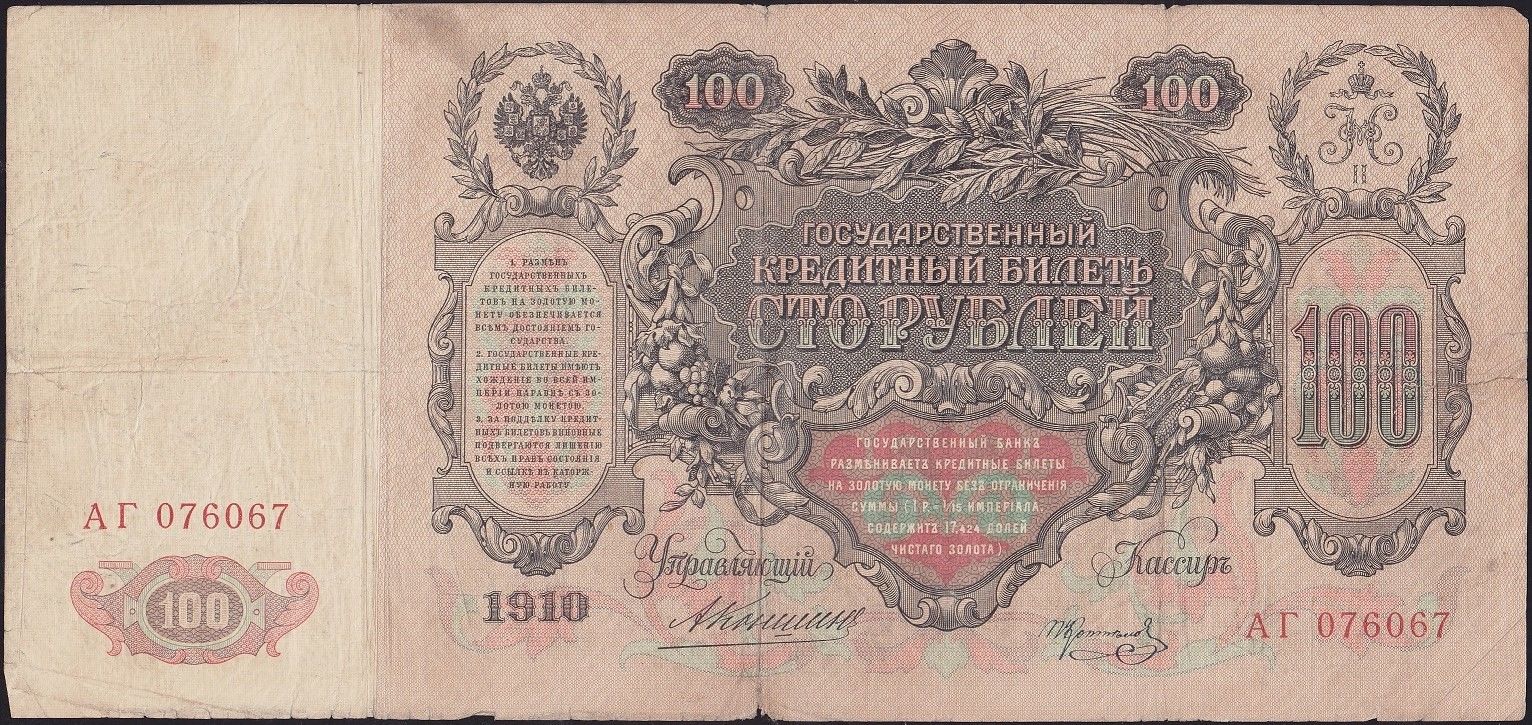 100
100
Н
II
ГОСУДАРСТВЕННЫЙ
КРЕДИТНЫЙ БИЛЕТЪ
СТО РУБЛЕЙ
1. РАЗМѢНЪ
ГОСУДАРСТВЕННЫХЪ
КРЕДИТНЫХЪ БИЛЕ-
ТОВЪ НА ЗОЛОТУЮ МО-
НЕТУ ОБЕЗПЕЧИВАЕТСЯ
ВСѢМЪ ДОСТОЯНІЕМЪ ГО-
СУДАРСТВА.
2. ГОСУДАРСТВЕННЫЕ КРЕ-
ДИТНЫЕ БИЛЕТЫ ИМѢЮТЪ
ХОЖДЕНІЕ ВО ВСЕЙ ИМ-
ПЕРІИ НАРАВНѢ СЪ ЗО-
ЛОТОЮ МОНЕТОЮ.
3. ЗА ПОДДѢЛКУ КРЕДИТ-
НЫХЪ БИЛЕТОВЪ ВИНОВНЫЕ
ПОДВЕРГАЮТСЯ ЛИШЕНІЮ
ВСѢХЪ ПРАВЪ СОСТОЯНІЯ
И ССЫЛКѢ ВЪ КАТОРЖ-
НУЮ РАБОТУ.
100
ГОСУДАРСТВЕННЫЙ БАНКЪ
РАЗМѢНИВАЕТЪ КРЕДИТНЫЕ БИЛЕТЫ
НА ЗОЛОТУЮ МОНЕТУ БЕЗЪ ОГРАНИЧЕНІЯ
СУММЫ (1 Р.= 1/15 ИМПЕРІАЛА,
СОДЕРЖИТЪ 17,424 ДОЛЕЙ
ЧИСТАГО ЗОЛОТА).
АГ 076067
100
Управляющій
Кассиръ
1910
АКоншинъ
АГ 076067